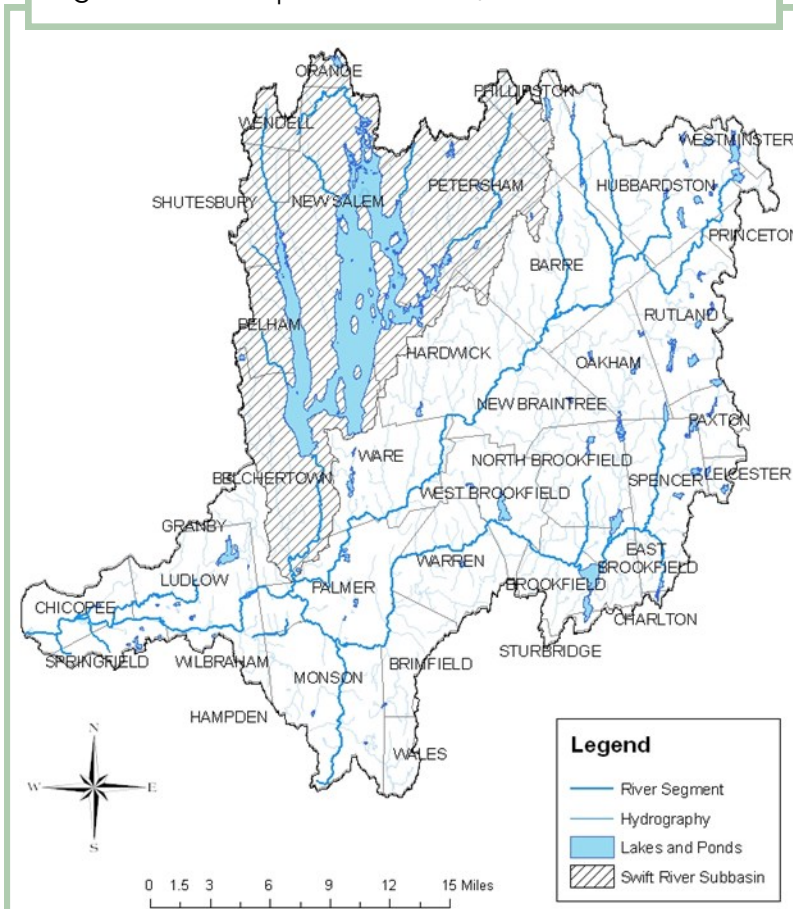 ORANGE
PHILLIPSTON
WENDELL
WESTMINSTER
SHUTESBURY
NEW SALEM
PETERSHAM
HUBBARDSTON
PRINCETON
BARRE
RUTLAND
PELHAM
HARDWICK
OAKHAM
NEW BRAINTREE
PAXTON
WARE
NORTH BROOKFIELD
BELCHERTOWN
SPENCER
LEICESTER
WEST BROOKFIELD
GRANBY
EAST
BROOKFIELD
WARREN
LUDLOW
PALMER
BROOKFIELD
CHICOPEE
CHARLTON
STURBRIDGE
SPRINGFIELD
WILBRAHAM
BRIMFIELD
MONSON
HAMPDEN
WALES
N
W
E
S
Legend
River Segment
Hydrography
Lakes and Ponds
Swift River Subbasin
0 1.5 3 6 9 12 15 Miles